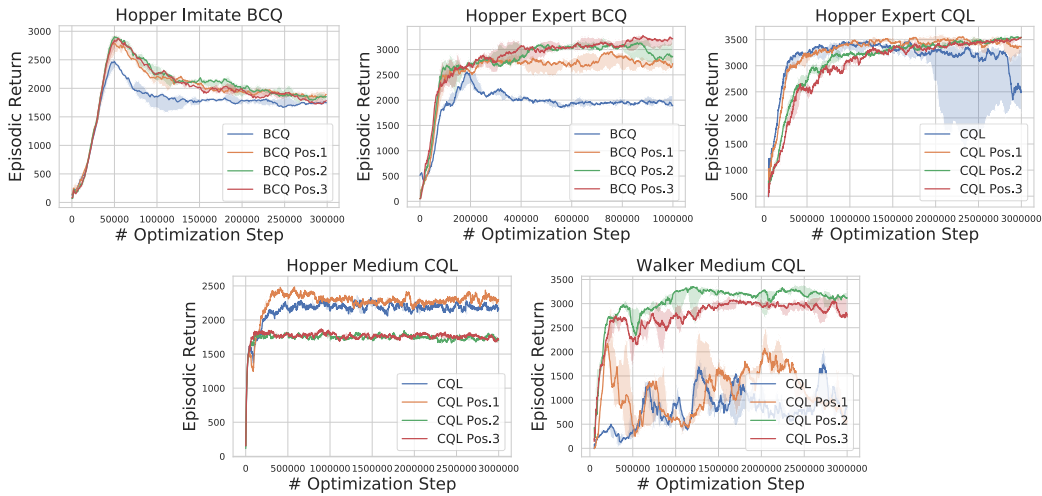 Hopper Imitate BCQ
Episodic Return
3000
2500
2000
1500
1000
500
0
BCQ
BCQ Pos.1
BCQ Pos.2
BCQ Pos.3
0 50000 100000 150000 200000 250000 300000
# Optimization Step
Hopper Expert BCQ
Episodic Return
3000
2500
2000
1500
1000
500
0
BCQ
BCQ Pos.1
BCQ Pos.2
BCQ Pos.3
0 200000 400000 600000 800000 1000000
# Optimization Step
Hopper Expert CQL
Episodic Return
3500
3000
2500
2000
1500
1000
500
CQL
CQL Pos.1
CQL Pos.2
CQL Pos.3
0 500000 1000000 1500000 2000000 2500000 3000000
# Optimization Step
Hopper Medium CQL
Episodic Return
2500
2000
1500
1000
500
0
CQL
CQL Pos.1
CQL Pos.2
CQL Pos.3
0 500000 1000000 1500000 2000000 2500000 3000000
# Optimization Step
Walker Medium CQL
Episodic Return
3500
3000
2500
2000
1500
1000
500
0
CQL
CQL Pos.1
CQL Pos.2
CQL Pos.3
0 500000 1000000 1500000 2000000 2500000 3000000
# Optimization Step